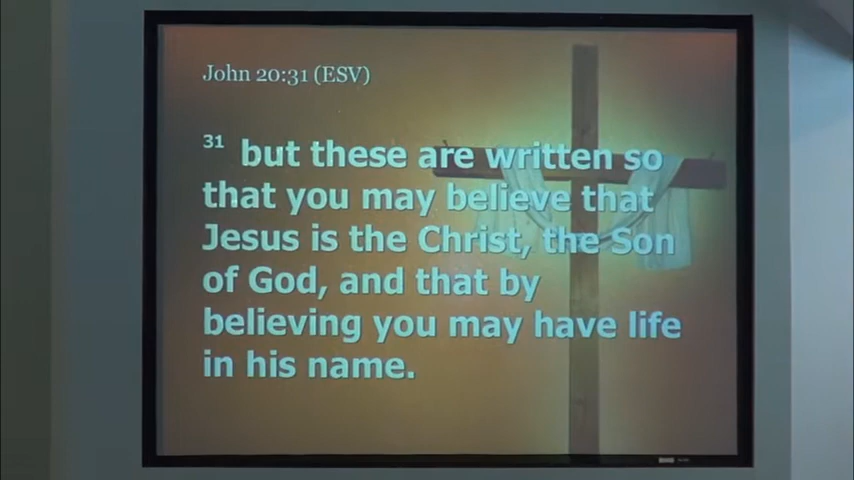 John 20:31 (ESV)
31 but these are written so
that you may believe that
Jesus is the Christ, the Son
of God, and that by
believing you may have life
in his name.